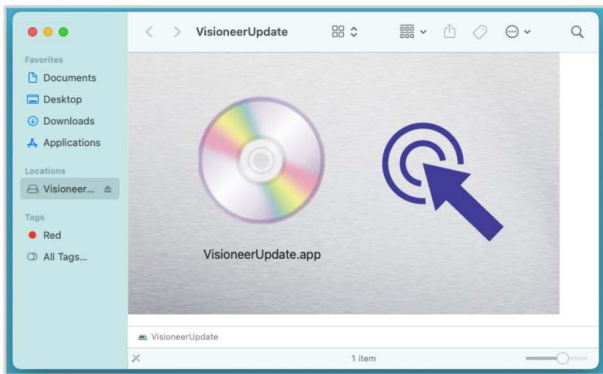 VisioneerUpdate
Favorites
Documents
Desktop
Downloads
Applications
Locations
Visioneer...
Tags
Red
All Tags...
VisioneerUpdate.app
VisioneerUpdate
1 item